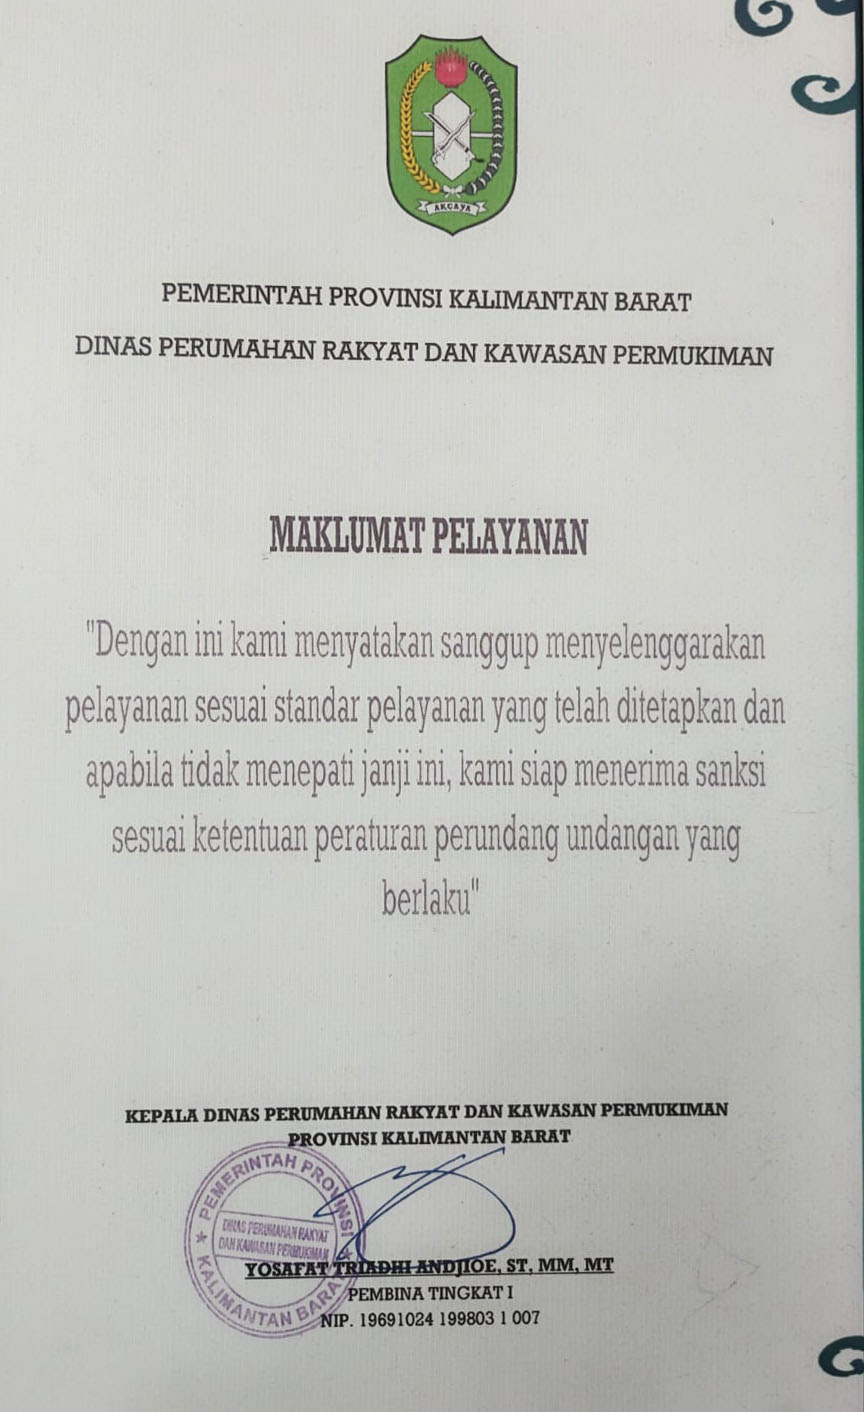 AKCAYA
PEMERINTAH PROVINSI KALIMANTAN BARAT
DINAS PERUMAHAN RAKYAT DAN KAWASAN PERMUKIMAN
MAKLUMAT PELAYANAN
"Dengan ini kami menyatakan sanggup menyelenggarakan
pelayanan sesuai standar pelayanan yang telah ditetapkan dan
apabila tidak menepati janji ini, kami siap menerima sanksi
sesuai ketentuan peraturan perundang undangan yang
berlaku"
KEPALA DINAS PERUMAHAN RAKYAT DAN KAWASAN PERMUKIMAN
PROVINSI KALIMANTAN BARAT
PEMERINTAH PROVINSI
DINAS PERUMAHAN RAKYAT
DAN KAWASAN PERMUKIMAN
KALIMANTAN BARAT
YOSAFAT TRIADHI ANDJIOE, ST, MM, MT
PEMBINA TINGKAT I
NIP. 19691024 199803 1 007